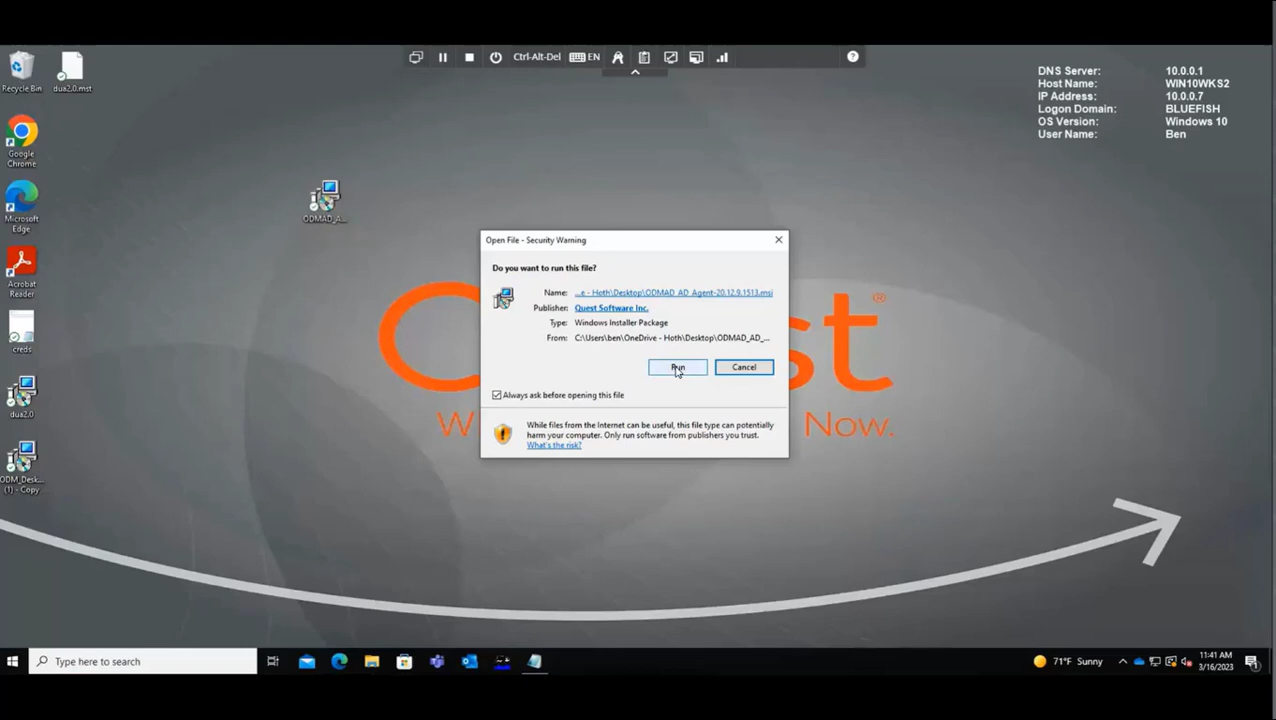 Ctrl-Alt-Del
EN
?
Recycle Bin
dua2.0.mst
DNS Server: 10.0.0.1
Host Name: WIN10WKS2
IP Address: 10.0.0.7
Logon Domain: BLUEFISH
OS Version: Windows 10
User Name: Ben
Google
Chrome
ODMAD_A...
Microsoft
Edge
Acrobat
Reader
creds
dua2.0
ODM_Desk...
(1) - Copy
®
Now.
Open File - Security Warning
Do you want to run this file?
Name: ...e - Hoth\Desktop\ODMAD_AD_Agent-20.12.9.1513.msi
Publisher: Quest Software Inc.
Type: Windows Installer Package
From: C:\Users\ben\OneDrive - Hoth\Desktop\ODMAD_AD_...
Run Cancel
Always ask before opening this file
While files from the Internet can be useful, this file type can potentially
harm your computer. Only run software from publishers you trust.
What's the risk?
Type here to search
71°F Sunny
11:41 AM
3/16/2023
1